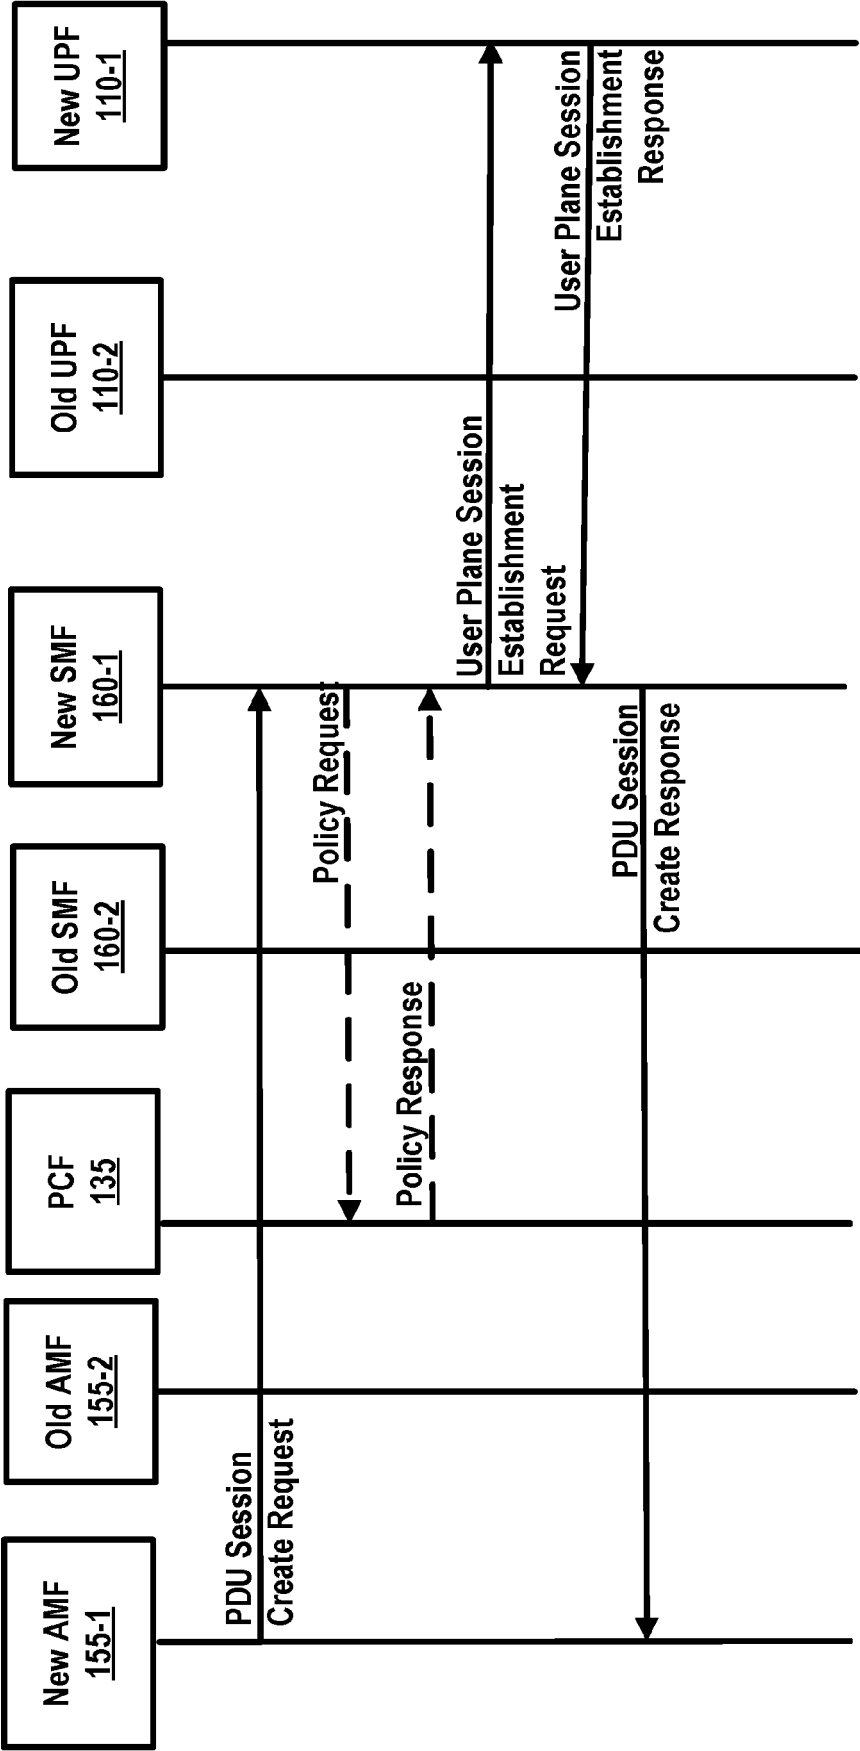 New AMF
155-1
Old AMF
155-2
PCF
135
Old SMF
160-2
New SMF
160-1
Old UPF
110-2
New UPF
110-1
PDU Session
Create Request
Policy Request
Policy Response
User Plane Session
Establishment
Request
User Plane Session
Establishment
Response
PDU Session
Create Response